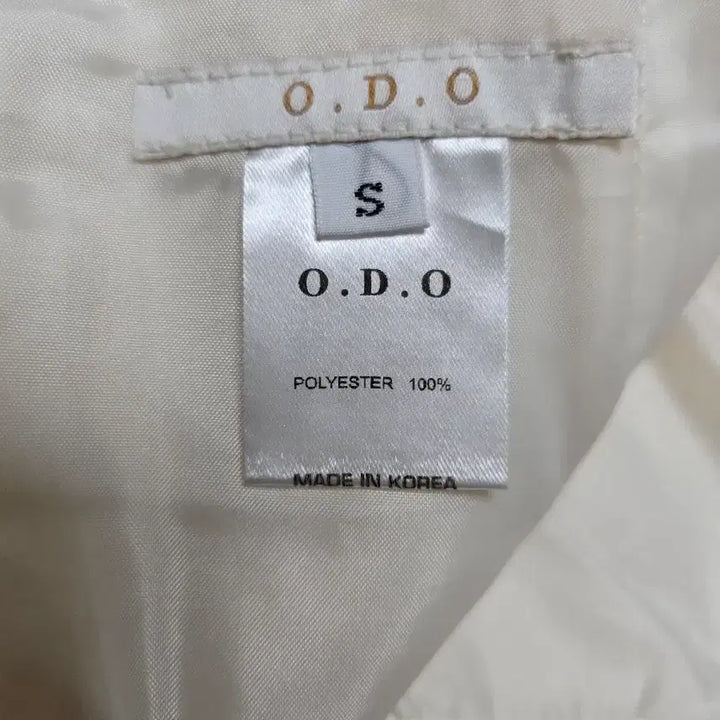 O.D.O
S
O.D.O
POLYESTER 100%
MADE IN KOREA